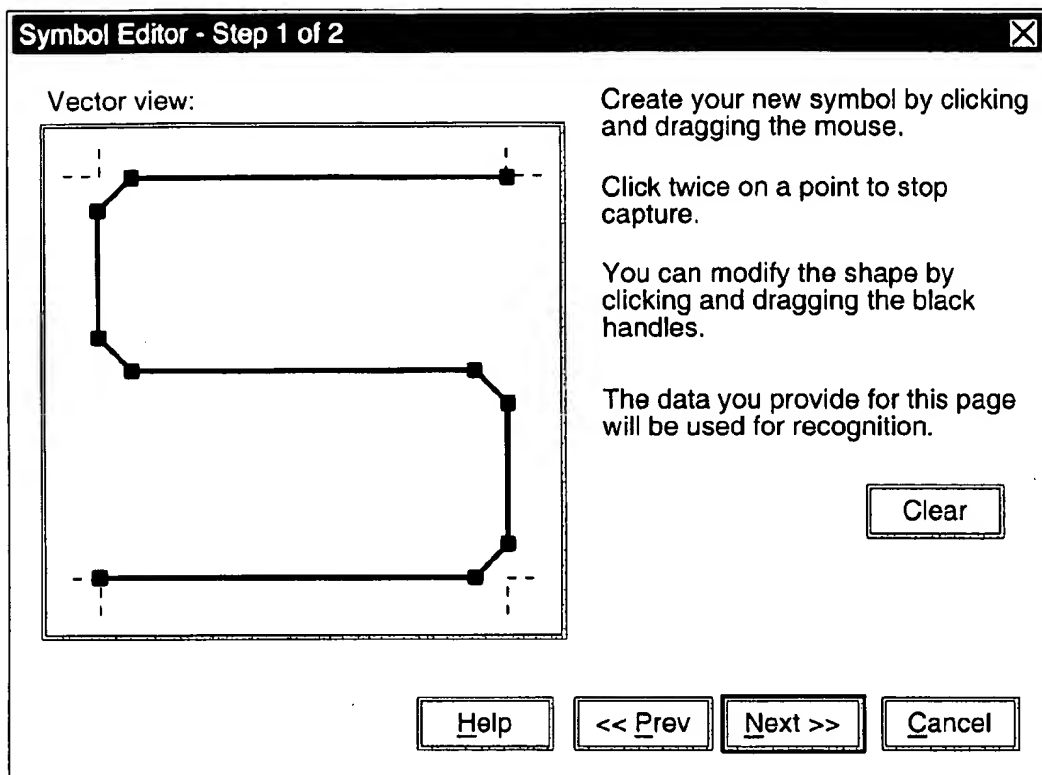 Symbol Editor - Step 1 of 2
Vector view:
Create your new symbol by clicking
and dragging the mouse.
Click twice on a point to stop
capture.
You can modify the shape by
clicking and dragging the black
handles.
The data you provide for this page
will be used for recognition.
Clear
Help
<< Prev
Next >>
Cancel